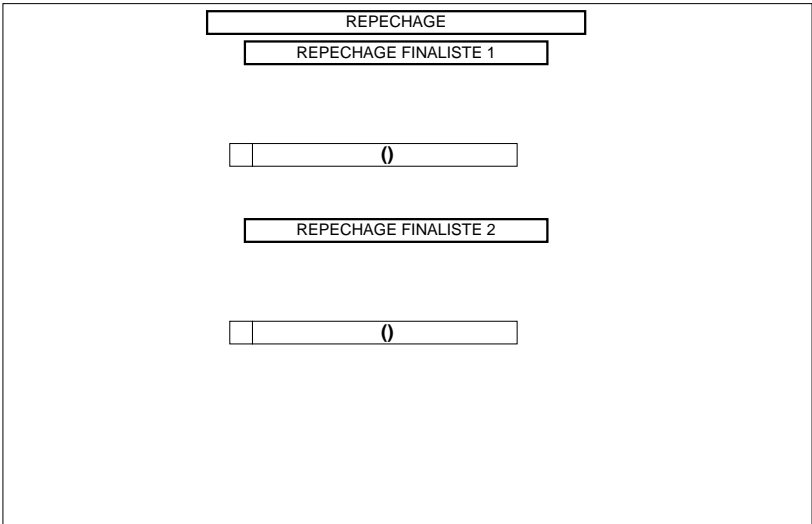 REPECHAGE
REPECHAGE FINALISTE 1
()
REPECHAGE FINALISTE 2
()